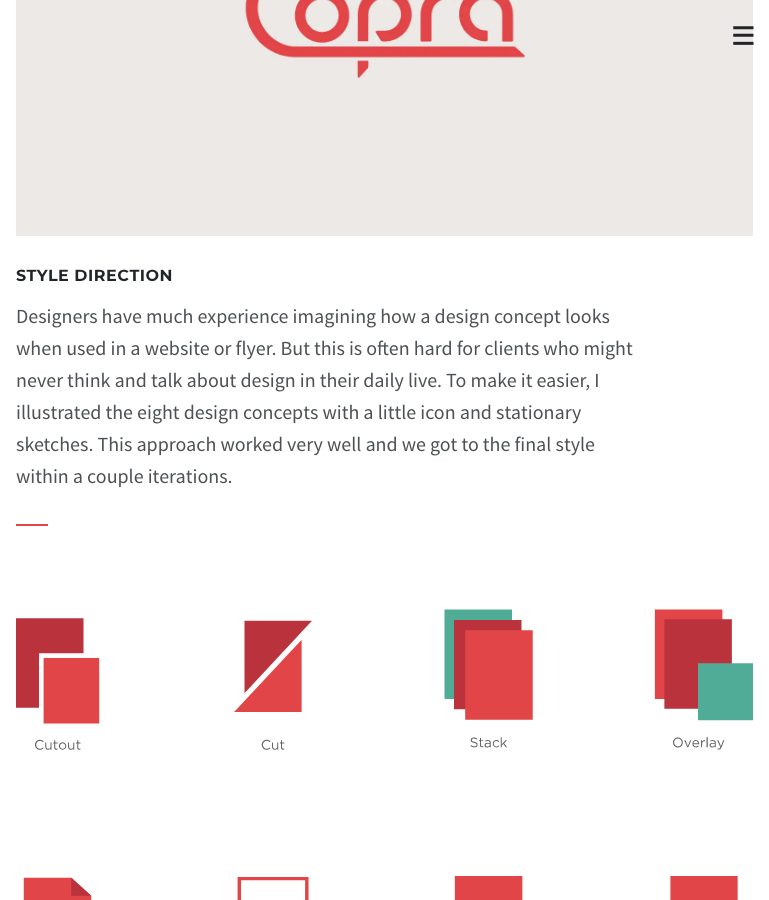 Copra
STYLE DIRECTION
Designers have much experience imagining how a design concept looks
when used in a website or flyer. But this is often hard for clients who might
never think and talk about design in their daily live. To make it easier, I
illustrated the eight design concepts with a little icon and stationary
sketches. This approach worked very well and we got to the final style
within a couple iterations.
Cutout
Cut
Stack
Overlay